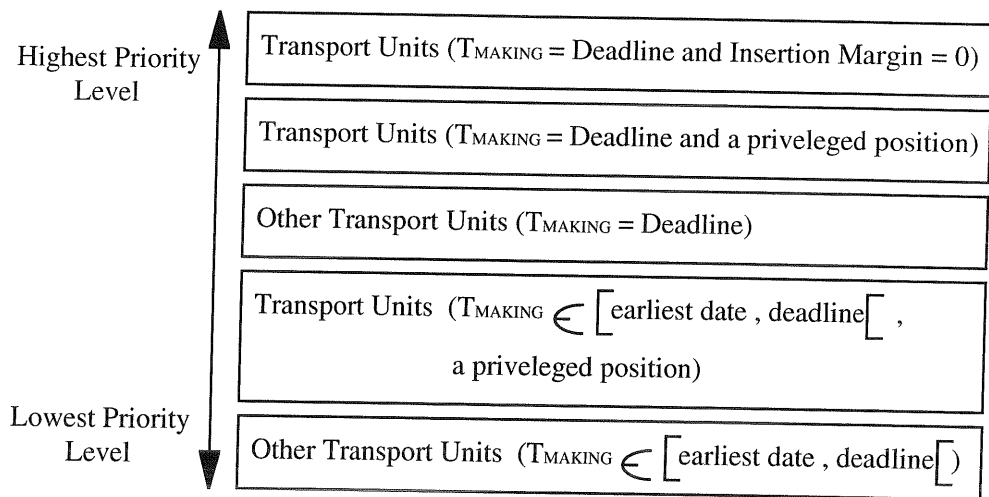 Highest Priority
Level
Transport Units (TMAKING = Deadline and Insertion Margin = 0)
Transport Units (TMAKING = Deadline and a priveleged position)
Other Transport Units (TMAKING = Deadline)
Transport Units (TMAKING ∈ [earliest date , deadline[ ,
a priveleged position)
Lowest Priority
Level
Other Transport Units (TMAKING ∈ [earliest date , deadline[)